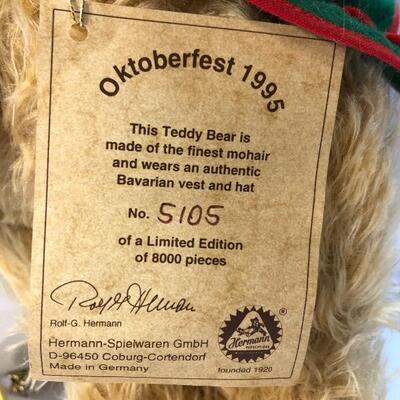 Oktoberfest 1995
This Teddy Bear is
made of the finest mohair
and wears an authentic
Bavarian vest and hat
No. 5105
of a Limited Edition
of 8000 pieces
Rolf-G. Hermann
Rolf-G. Hermann
Hermann-Spielwaren GmbH
D-96450 Coburg-Cortendorf
Made in Germany
Hermann
®
founded 1920